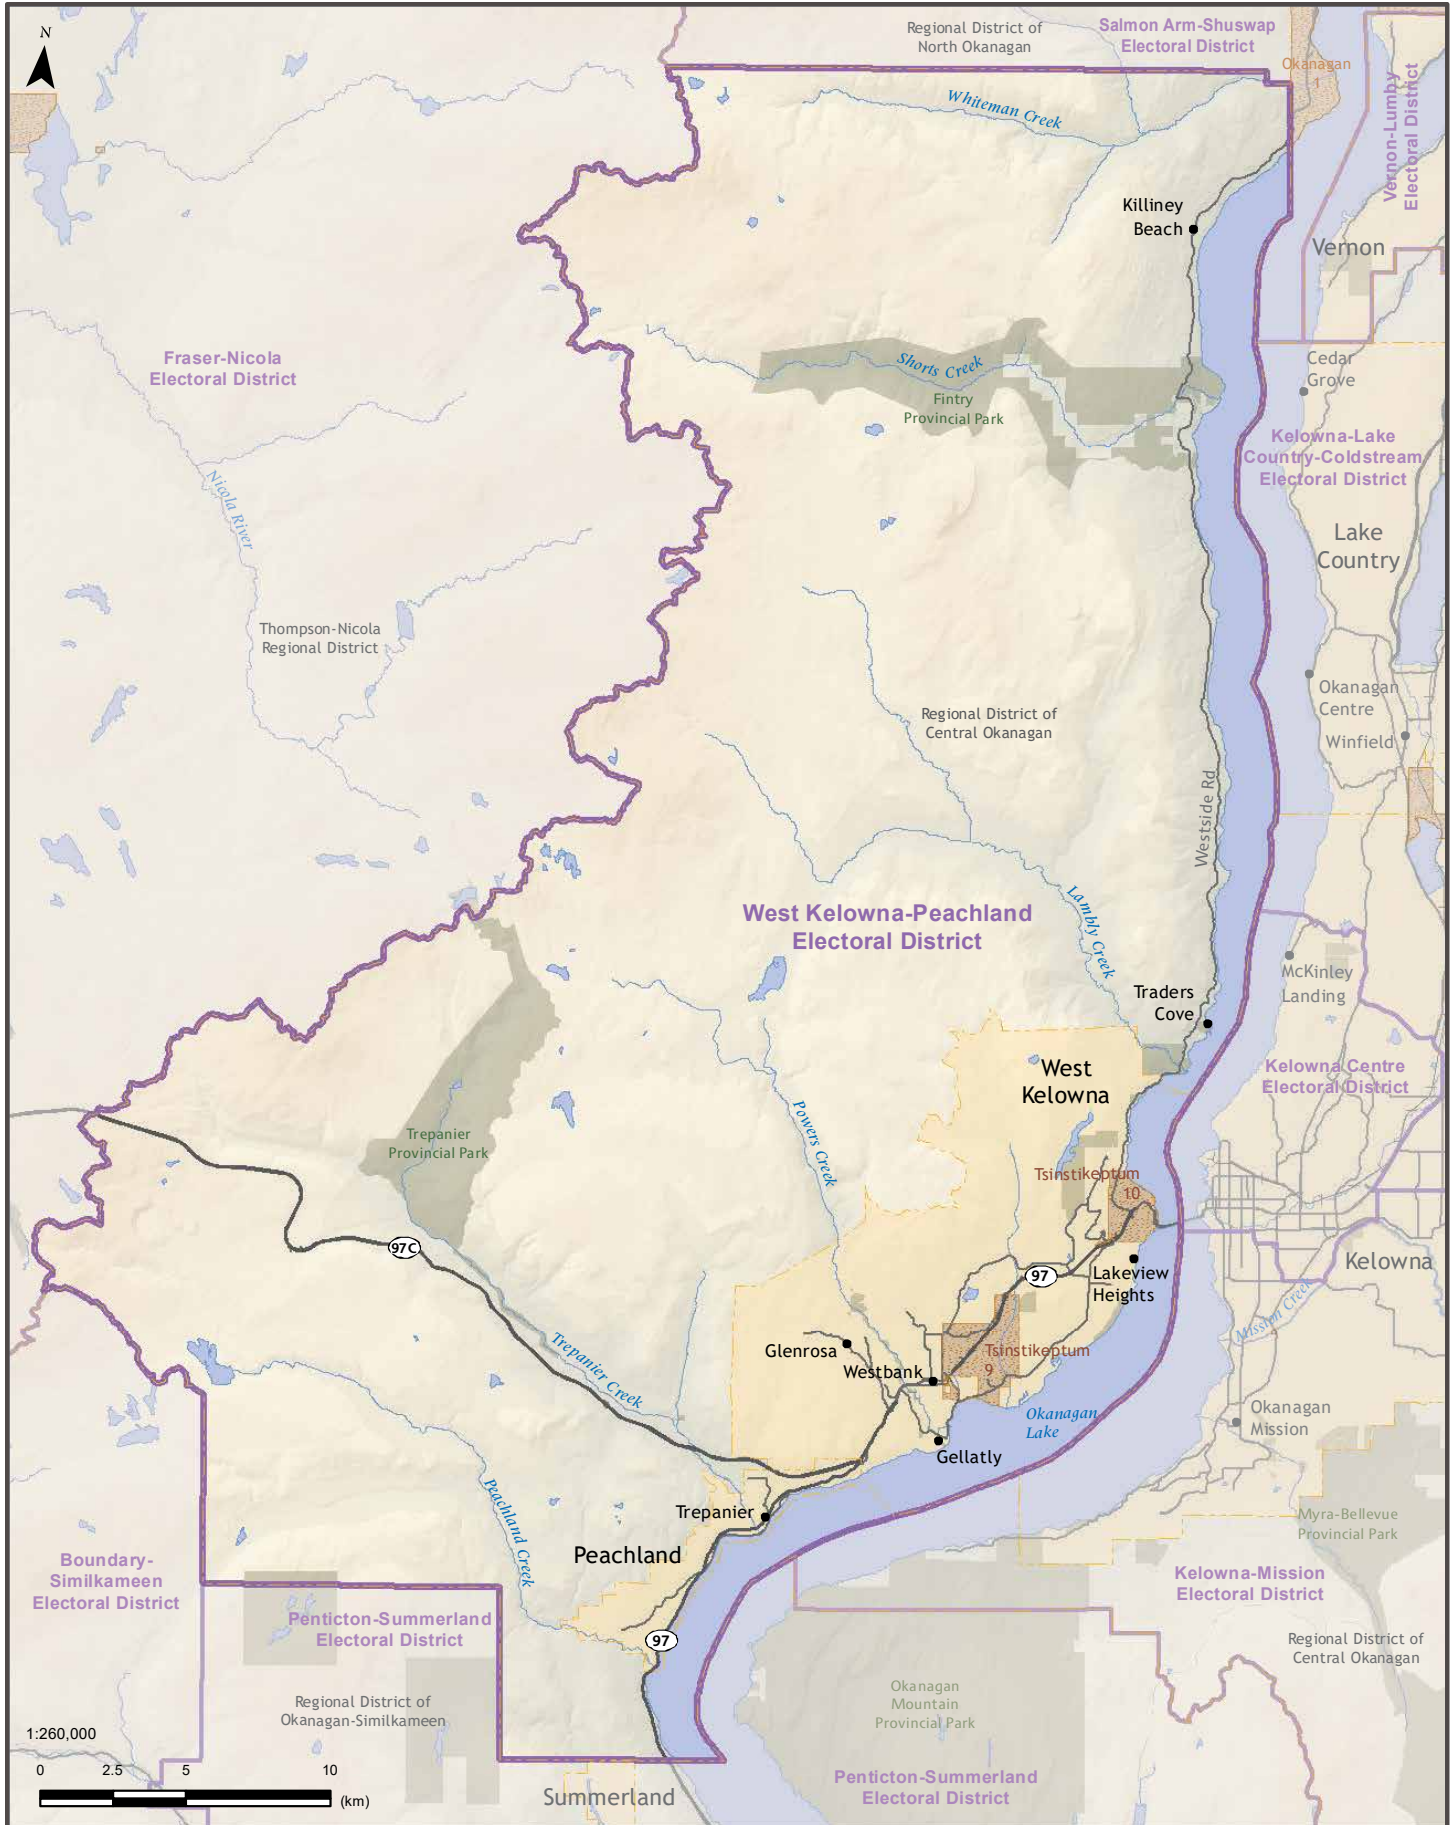 N
Regional District of
North Okanagan
Salmon Arm-Shuswap
Electoral District
Okanagan
1
Vernon-Lumby
Electoral District
Whiteman Creek
Killiney
Beach
Vernon
Fraser-Nicola
Electoral District
Shorts Creek
Fintry
Provincial Park
Cedar
Grove
Kelowna-Lake
Country-Coldstream
Electoral District
Nicola River
Lake
Country
Thompson-Nicola
Regional District
Okanagan
Centre
Winfield
Regional District of
Central Okanagan
Westside Rd
West Kelowna-Peachland
Electoral District
Lambly Creek
McKinley
Landing
Traders
Cove
West
Kelowna
Kelowna Centre
Electoral District
Powers Creek
Trepanier
Provincial Park
Tsinstikeptum
10
97C
97
Lakeview
Heights
Kelowna
Mission Creek
Glenrosa
Westbank
Tsinstikeptum
9
Trepanier Creek
Okanagan
Lake
Okanagan
Mission
Gellatly
Peachland Creek
Trepanier
Peachland
Myra-Bellevue
Provincial Park
Boundary-
Similkameen
Electoral District
Kelowna-Mission
Electoral District
Penticton-Summerland
Electoral District
97
Regional District of
Central Okanagan
Regional District of
Okanagan-Similkameen
Okanagan
Mountain
Provincial Park
1:260,000
0 2.5 5 10
(km)
Summerland
Penticton-Summerland
Electoral District